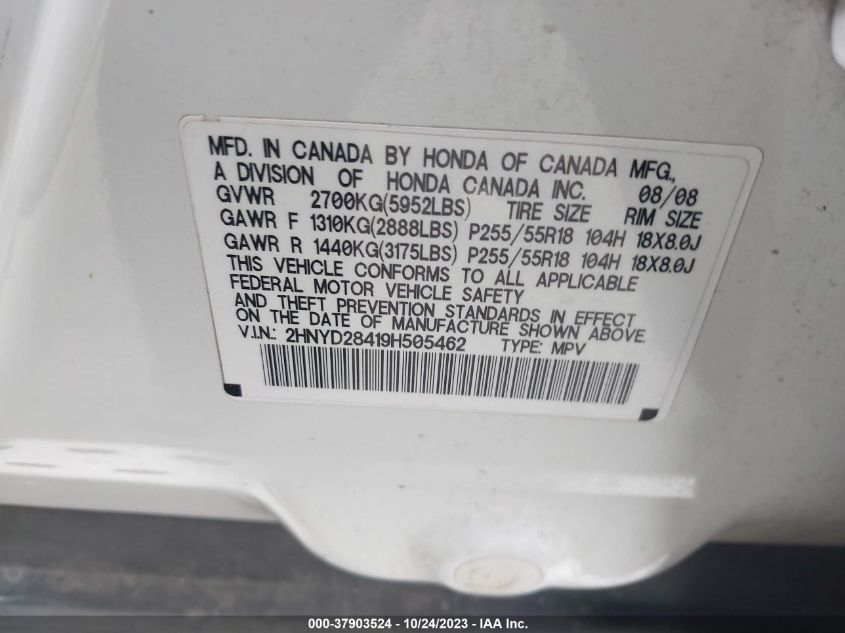 MFD. IN CANADA BY HONDA OF CANADA MFG.,
A DIVISION OF HONDA CANADA INC. 08/08
GVWR 2700KG(5952LBS) TIRE SIZE RIM SIZE
GAWR F 1310KG(2888LBS) P255/55R18 104H 18X8.0J
GAWR R 1440KG(3175LBS) P255/55R18 104H 18X8.0J
THIS VEHICLE CONFORMS TO ALL APPLICABLE
FEDERAL MOTOR VEHICLE SAFETY
AND THEFT PREVENTION STANDARDS IN EFFECT
ON THE DATE OF MANUFACTURE SHOWN ABOVE.
V.I.N.: 2HNYD28419H505462 TYPE: MPV
000-37903524 - 10/24/2023 - IAA Inc.